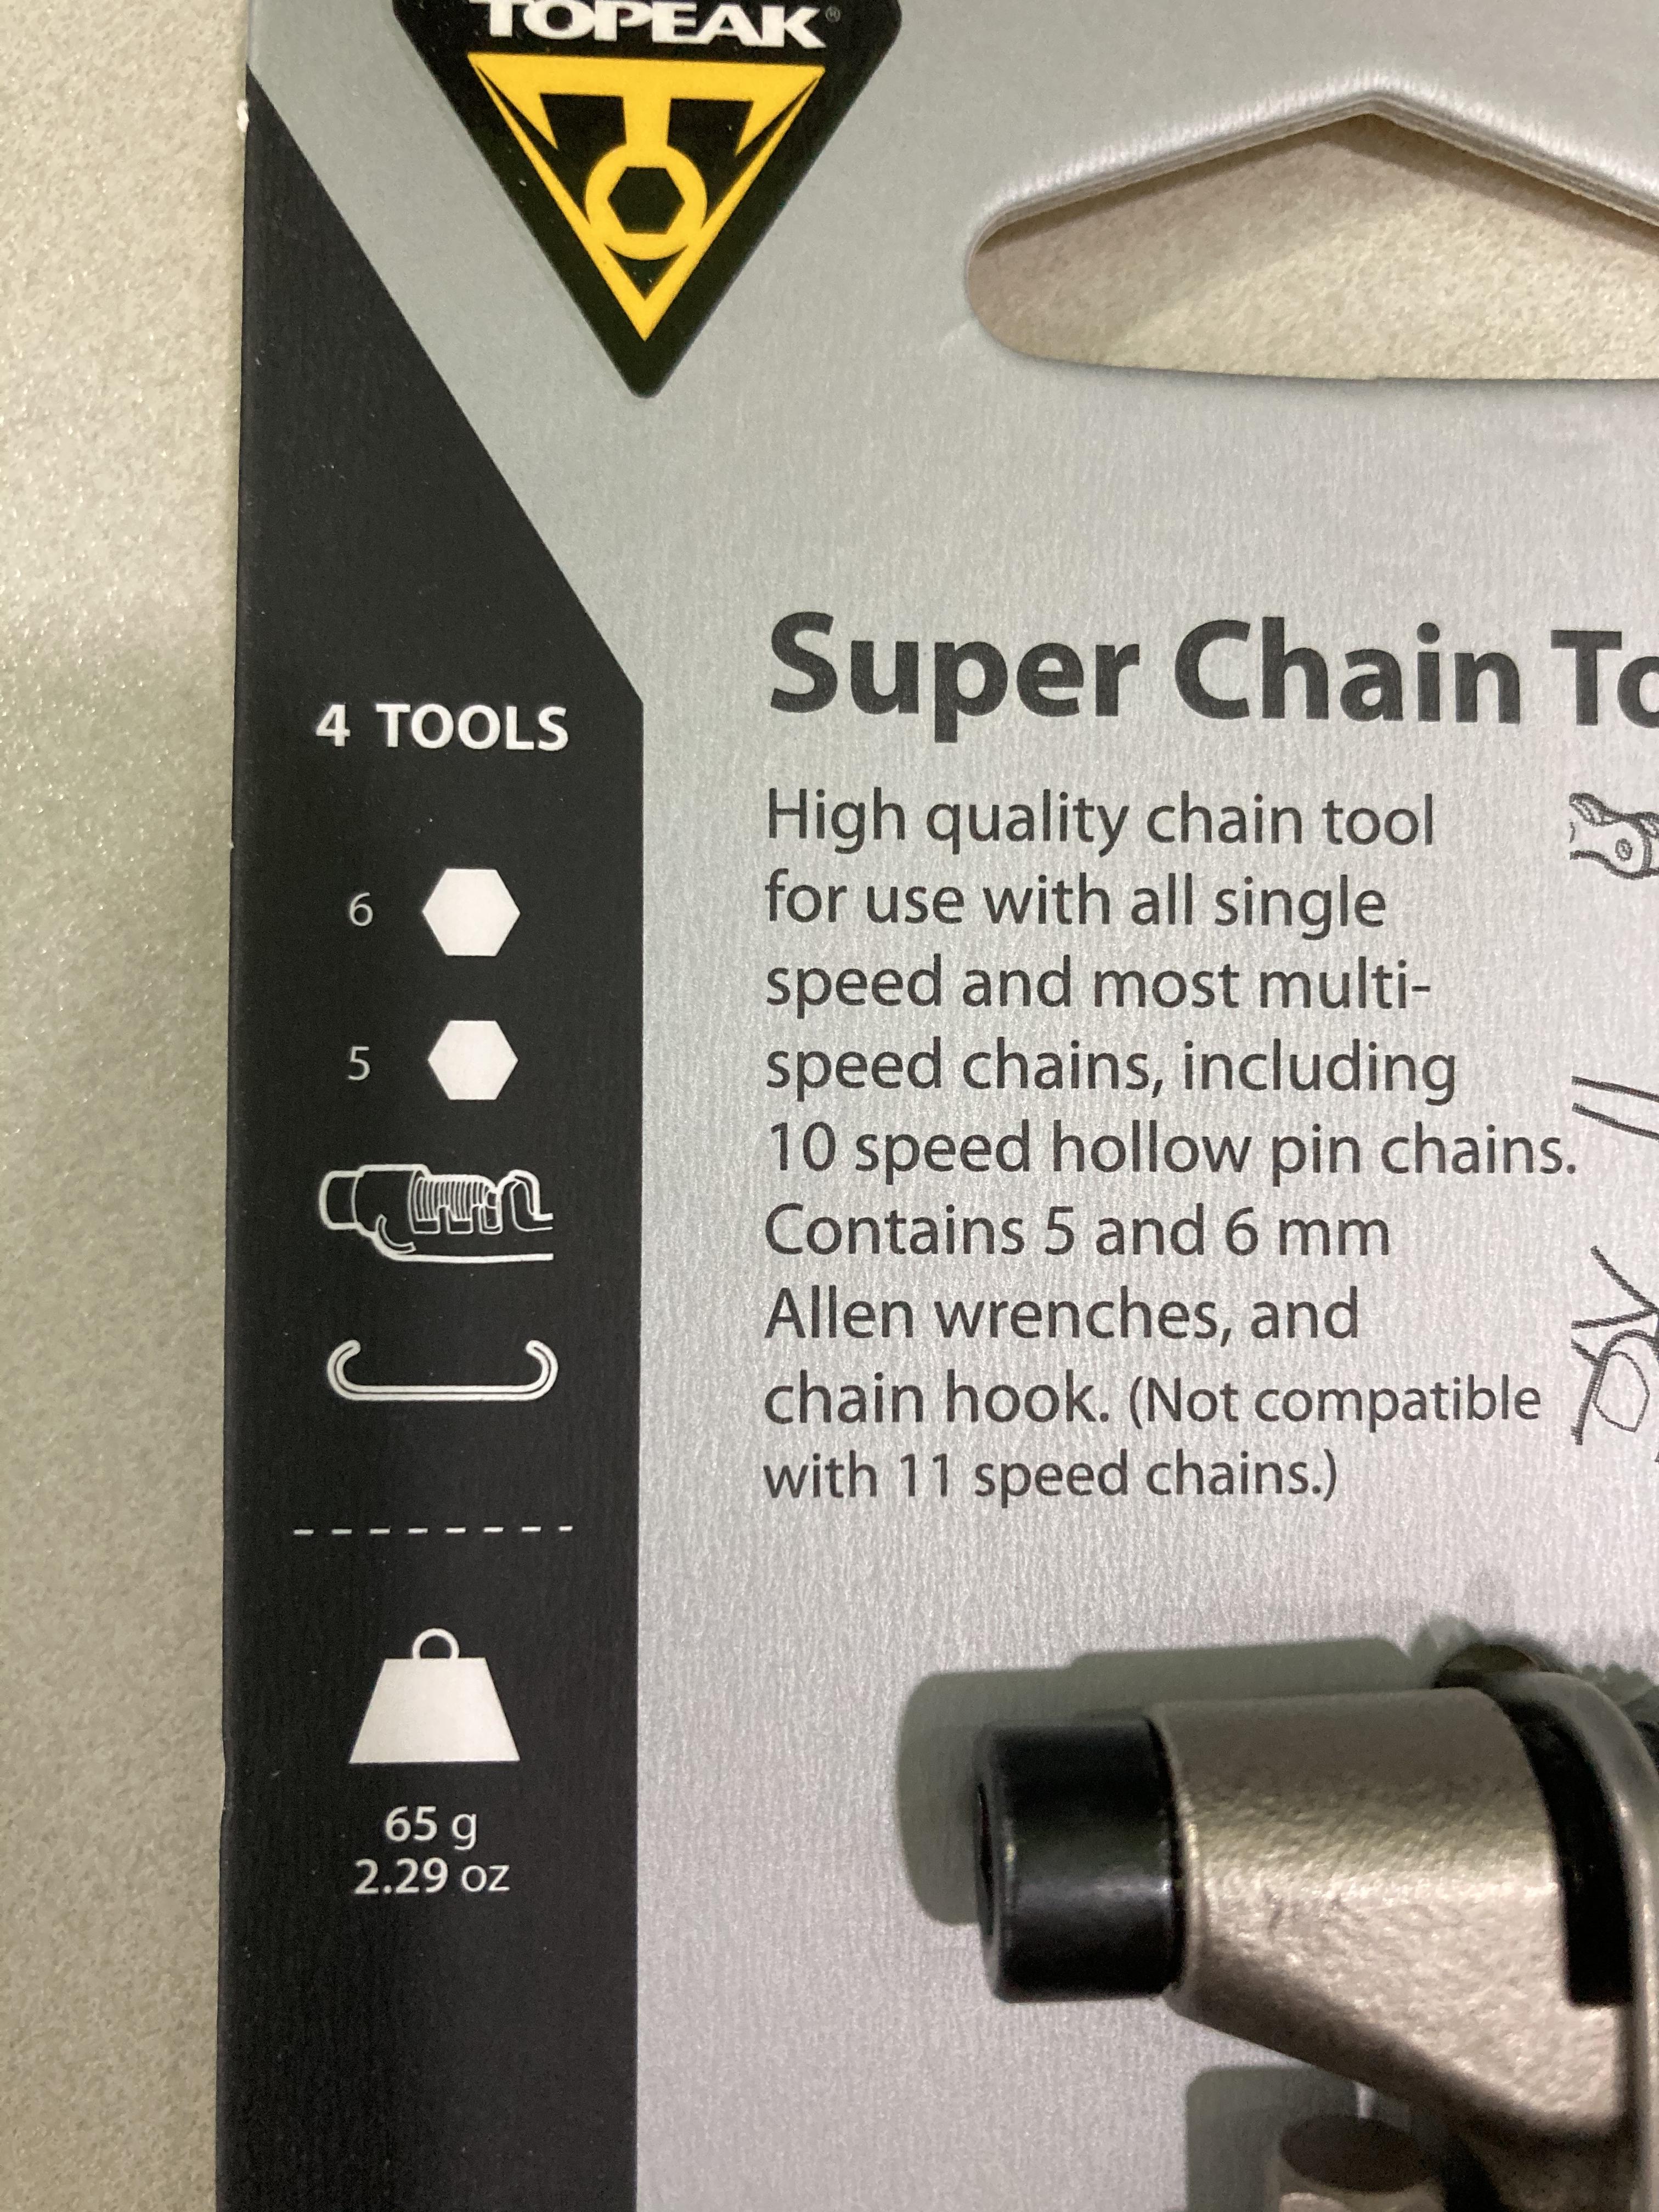 TOPEAK®
4 TOOLS
6
5
65 g
2.29 oz
Super Chain To
High quality chain tool
for use with all single
speed and most multi-
speed chains, including
10 speed hollow pin chains.
Contains 5 and 6 mm
Allen wrenches, and
chain hook. (Not compatible
with 11 speed chains.)